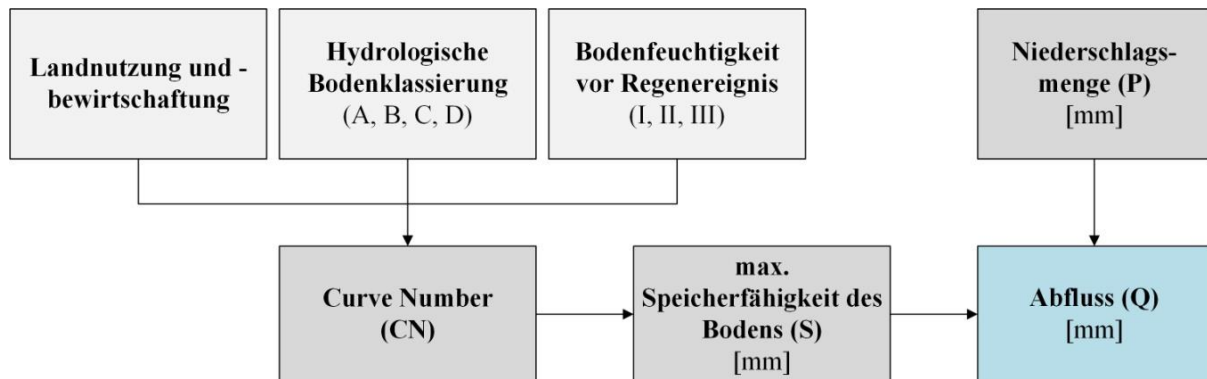 Landnutzung und -
bewirtschaftung
Hydrologische
Bodenklassierung
(A, B, C, D)
Bodenfeuchtigkeit
vor Regenereignis
(I, II, III)
Niederschlags-
menge (P)
[mm]
Curve Number
(CN)
max.
Speicherfähigkeit des
Bodens (S)
[mm]
Abfluss (Q)
[mm]